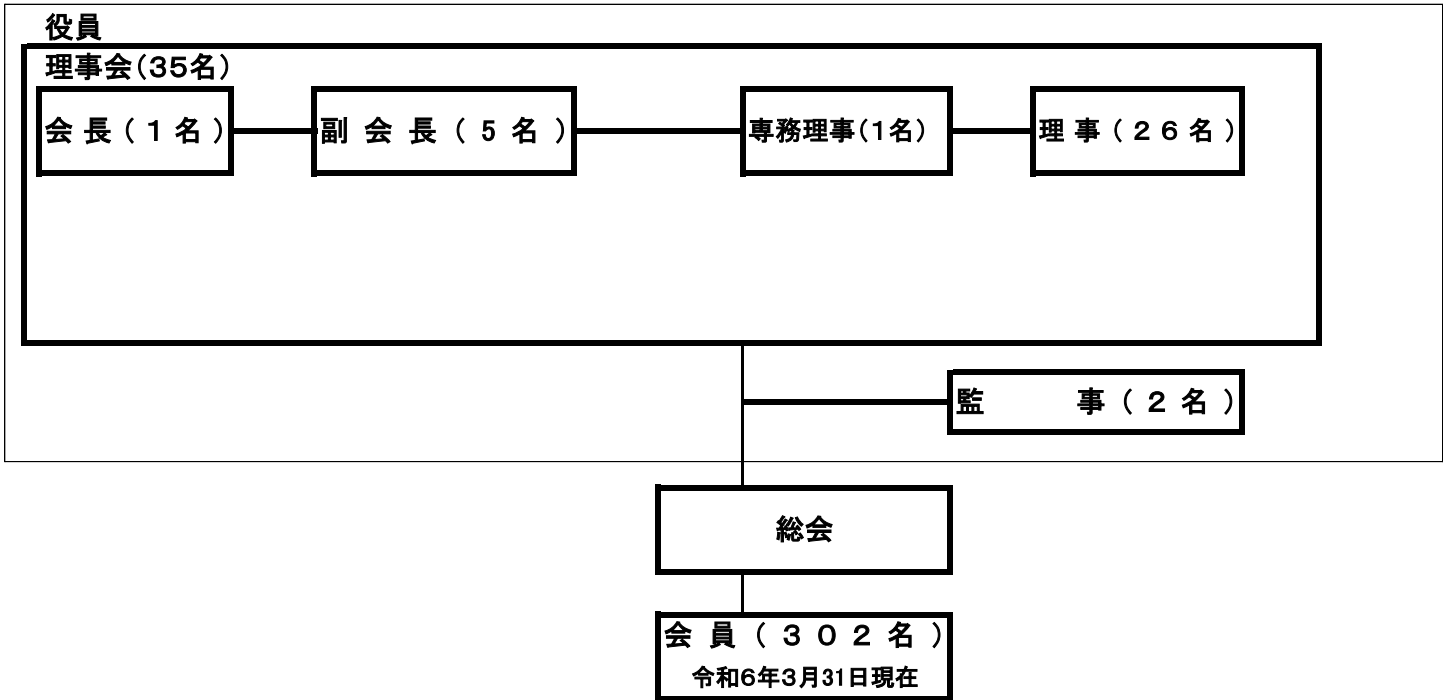 役員
理事会(35名)
会長(1名)
副会長(5名)
専務理事(1名)
理事(26名)
監事(2名)
総会
会員(302名)
令和6年3月31日現在